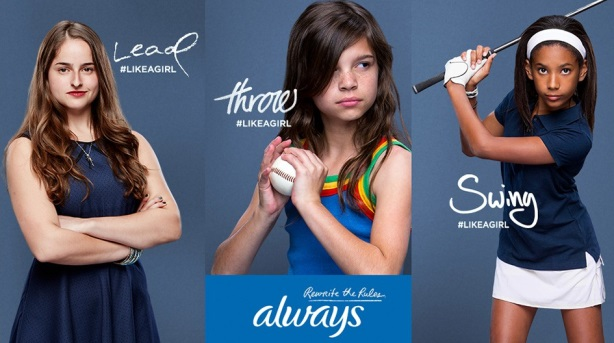 Lead
#LIKEAGIRL
throw
#LIKEAGIRL
Swing
#LIKEAGIRL
Rewrite the Rules.
always